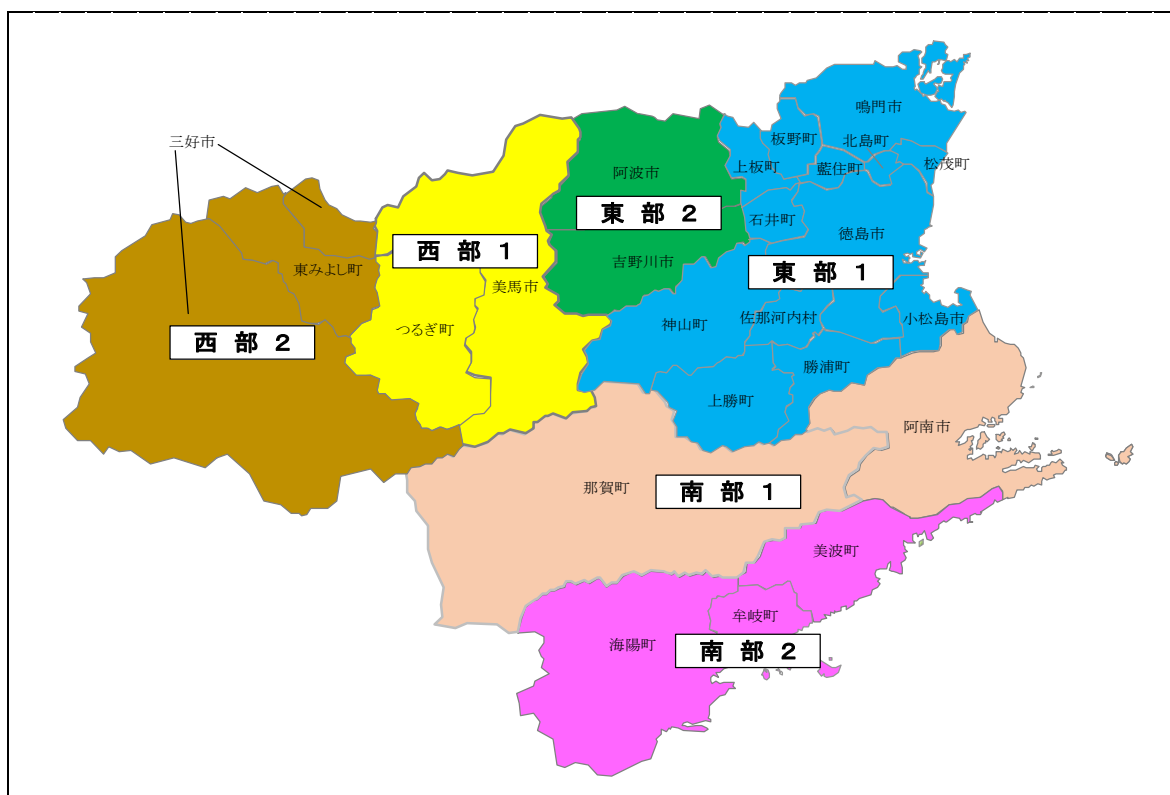 鳴門市
板野町
北島町
三好市
松茂町
上板町
藍住町
阿波市
東 部 ２
石井町
徳島市
西 部 １
吉野川市
東 部 １
東みよし町
美馬市
つるぎ町
神山町
佐那河内村
小松島市
西 部 ２
勝浦町
上勝町
阿南市
那賀町
南 部 １
美波町
牟岐町
海陽町
南 部 ２